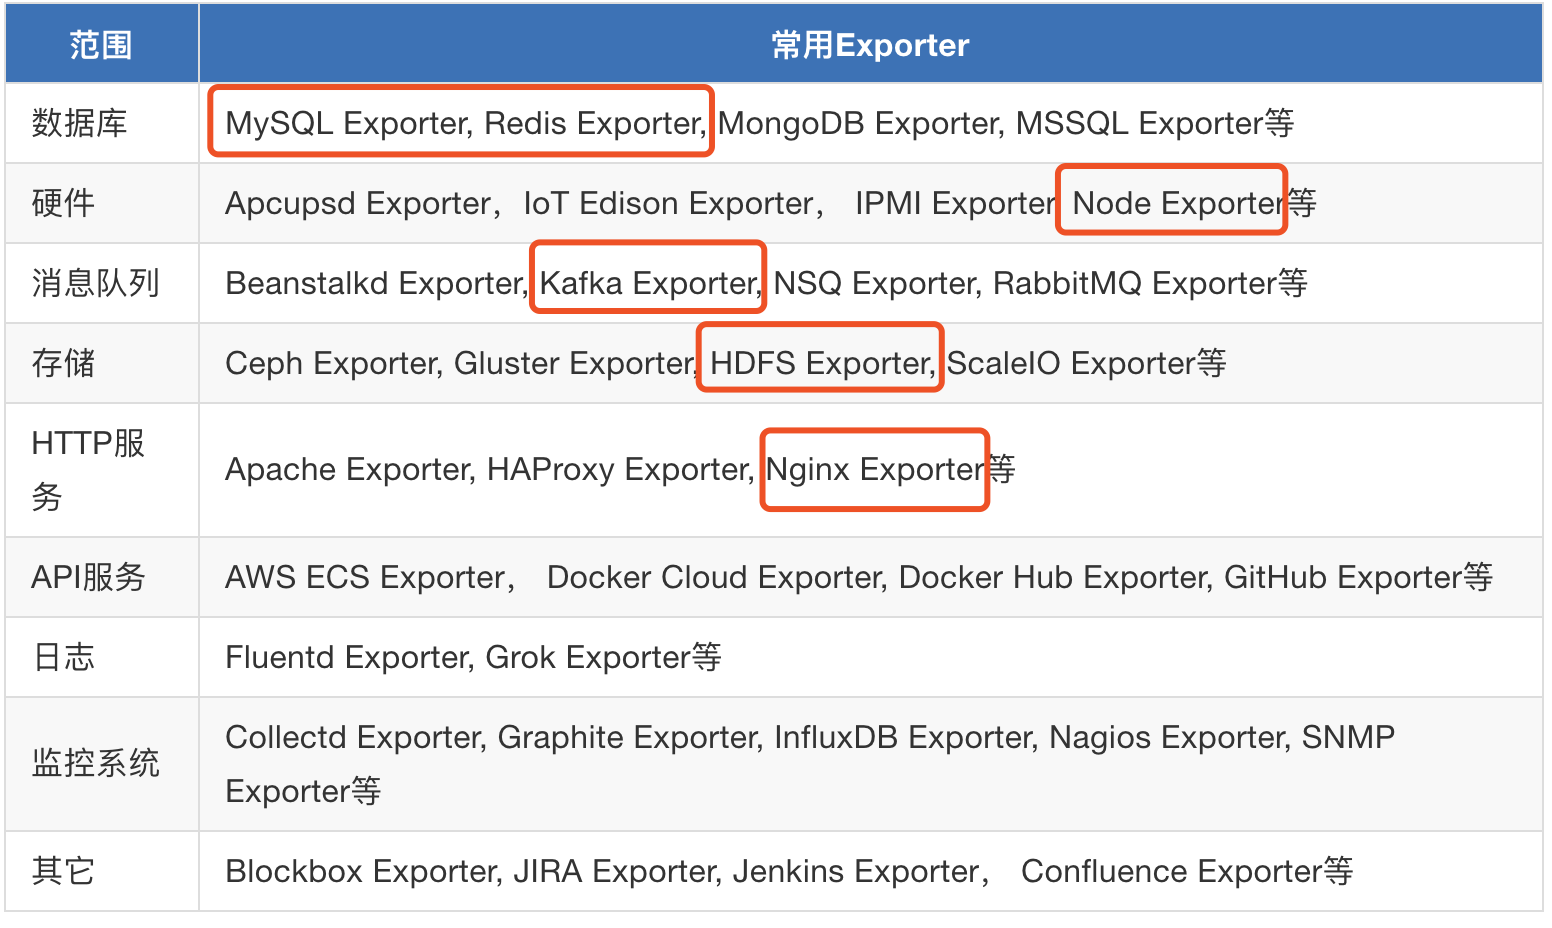 范围 常用Exporter
数据库 MySQL Exporter, Redis Exporter, MongoDB Exporter, MSSQL Exporter等
硬件 Apcupsd Exporter，IoT Edison Exporter， IPMI Exporter Node Exporter等
消息队列 Beanstalkd Exporter, Kafka Exporter, NSQ Exporter, RabbitMQ Exporter等
存储 Ceph Exporter, Gluster Exporter, HDFS Exporter, ScaleIO Exporter等
HTTP服
务
Apache Exporter, HAProxy Exporter, Nginx Exporter等
API服务 AWS ECS Exporter， Docker Cloud Exporter, Docker Hub Exporter, GitHub Exporter等
日志 Fluentd Exporter, Grok Exporter等
监控系统
Collectd Exporter, Graphite Exporter, InfluxDB Exporter, Nagios Exporter, SNMP
Exporter等
其它 Blockbox Exporter, JIRA Exporter, Jenkins Exporter， Confluence Exporter等